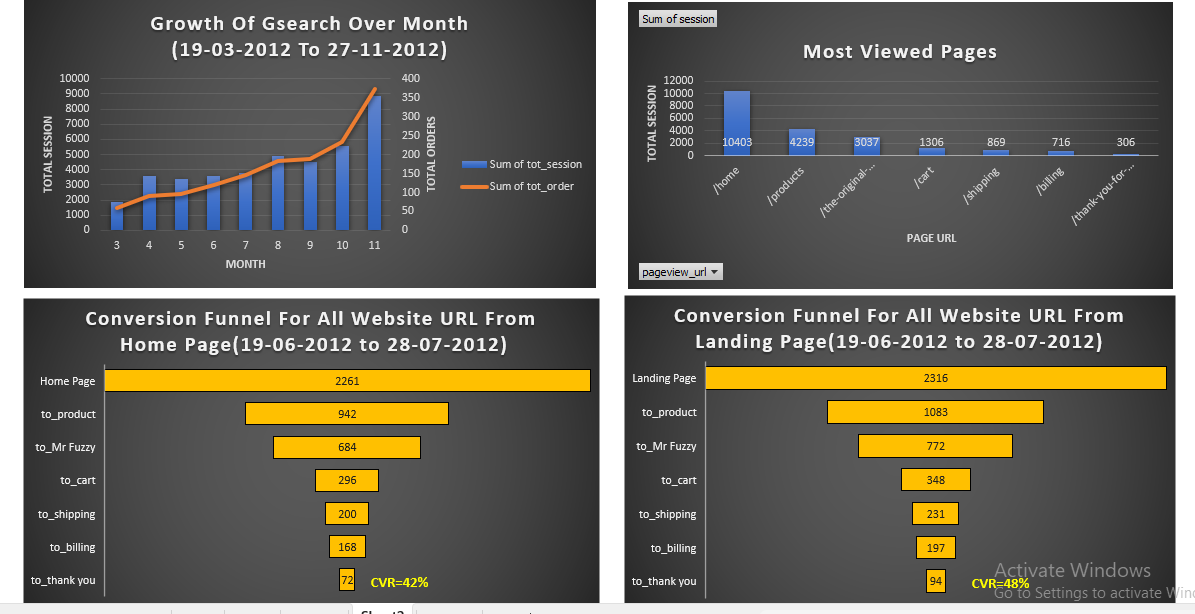 Growth Of Gsearch Over Month
(19-03-2012 To 27-11-2012)
10000
9000
8000
7000
6000
5000
4000
3000
2000
1000
0
TOTAL SESSION
400
350
300
250
200
150
100
50
0
TOTAL ORDERS
3 4 5 6 7 8 9 10 11
MONTH
Sum of tot_session
Sum of tot_order
Sum of session
Most Viewed Pages
12000
10000
8000
6000
4000
2000
0
TOTAL SESSION
10403 4239 3037 1306 869 716 306
/home /products /the-original-... /cart /shipping /billing /thank-you-for-...
PAGE URL
pageview_url
Conversion Funnel For All Website URL From
Home Page(19-06-2012 to 28-07-2012)
Home Page 2261
to_product 942
to_Mr Fuzzy 684
to_cart 296
to_shipping 200
to_billing 168
to_thank you 72 CVR=42%
Conversion Funnel For All Website URL From
Landing Page(19-06-2012 to 28-07-2012)
Landing Page 2316
to_product 1083
to_Mr Fuzzy 772
to_cart 348
to_shipping 231
to_billing 197
to_thank you 94 CVR=48%
Activate Windows
Go to Settings to activate Win